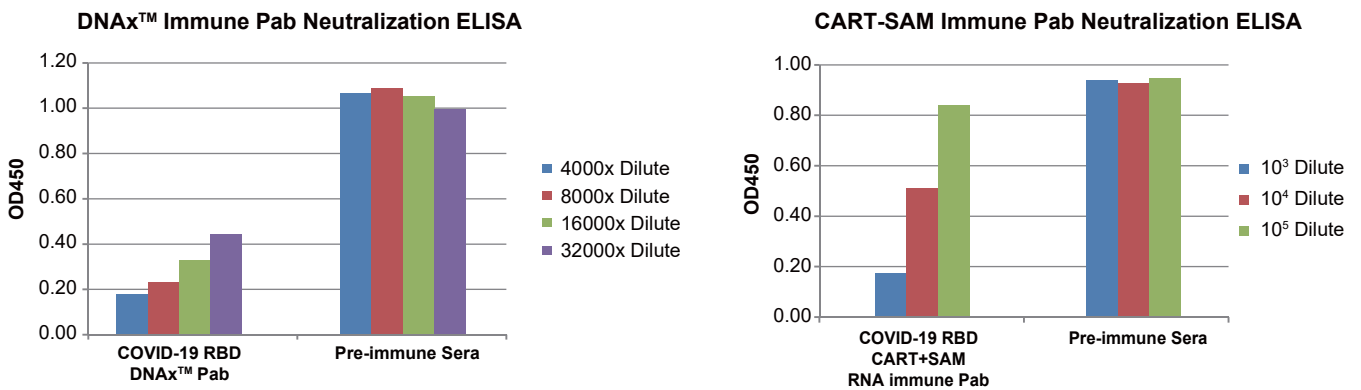 DNAx™ Immune Pab Neutralization ELISA
1.20
1.00
0.80
0.60
0.40
0.20
0.00
OD450
COVID-19 RBD
DNAx™ Pab
Pre-immune Sera
4000x Dilute
8000x Dilute
16000x Dilute
32000x Dilute
CART-SAM Immune Pab Neutralization ELISA
1.00
0.80
0.60
0.40
0.20
0.00
OD450
COVID-19 RBD
CART+SAM
RNA immune Pab
Pre-immune Sera
10³ Dilute
10⁴ Dilute
10⁵ Dilute